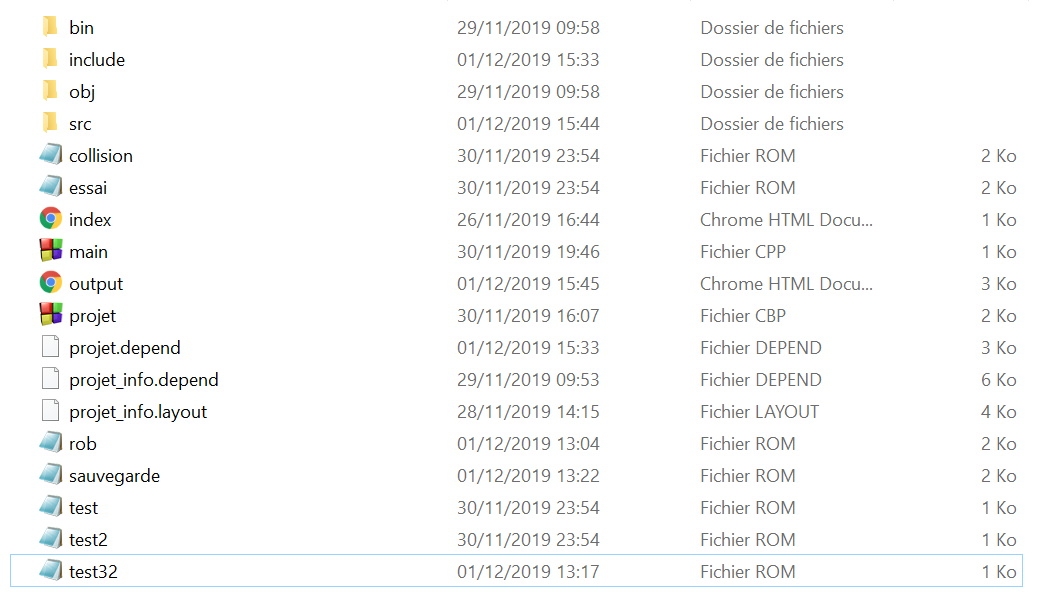 bin 29/11/2019 09:58 Dossier de fichiers
include 01/12/2019 15:33 Dossier de fichiers
obj 29/11/2019 09:58 Dossier de fichiers
src 01/12/2019 15:44 Dossier de fichiers
collision 30/11/2019 23:54 Fichier ROM 2 Ko
essai 30/11/2019 23:54 Fichier ROM 2 Ko
index 26/11/2019 16:44 Chrome HTML Docu... 1 Ko
main 30/11/2019 19:46 Fichier CPP 1 Ko
output 01/12/2019 15:45 Chrome HTML Docu... 3 Ko
projet 30/11/2019 16:07 Fichier CBP 2 Ko
projet.depend 01/12/2019 15:33 Fichier DEPEND 3 Ko
projet_info.depend 29/11/2019 09:53 Fichier DEPEND 6 Ko
projet_info.layout 28/11/2019 14:15 Fichier LAYOUT 4 Ko
rob 01/12/2019 13:04 Fichier ROM 2 Ko
sauvegarde 01/12/2019 13:22 Fichier ROM 2 Ko
test 30/11/2019 23:54 Fichier ROM 1 Ko
test2 30/11/2019 23:54 Fichier ROM 1 Ko
test32 01/12/2019 13:17 Fichier ROM 1 Ko